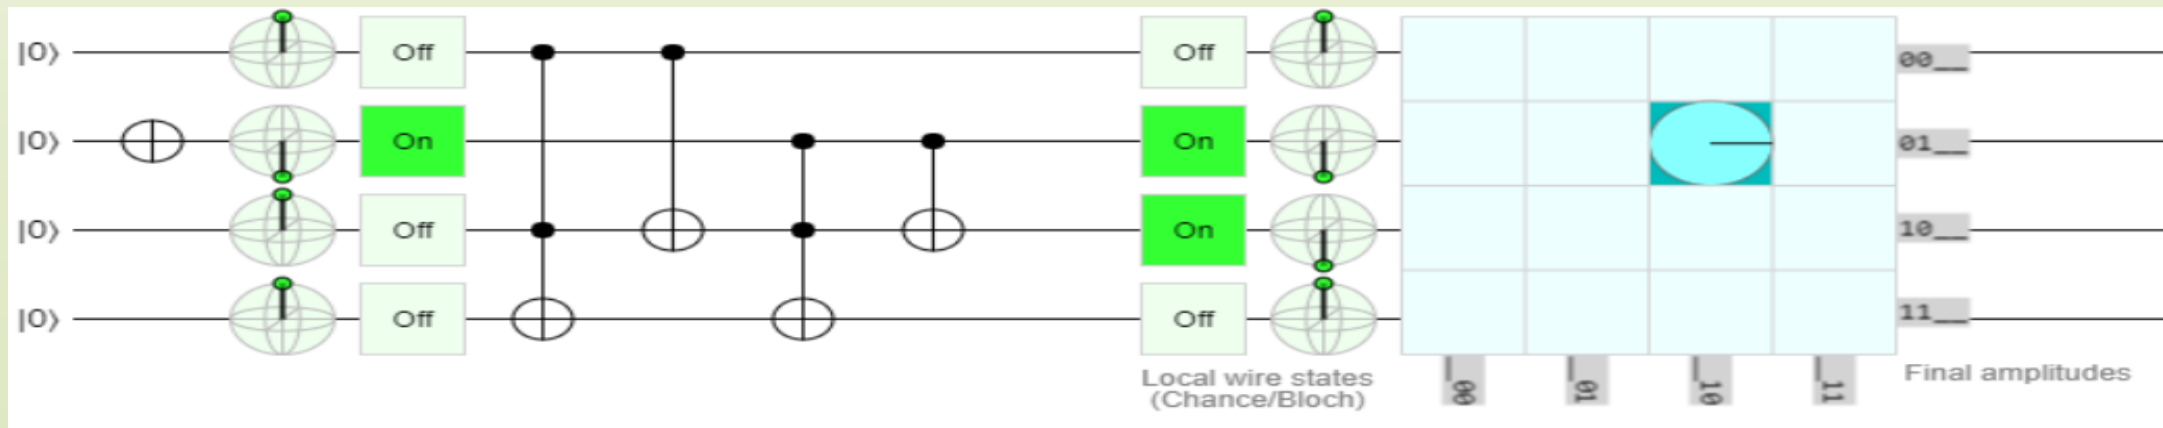 |0⟩ Off Off 00__
|0⟩ On On 01__
|0⟩ Off On 10__
|0⟩ Off Off 11__
Local wire states
(Chance/Bloch)
__00 __01 __10 __11
Final amplitudes